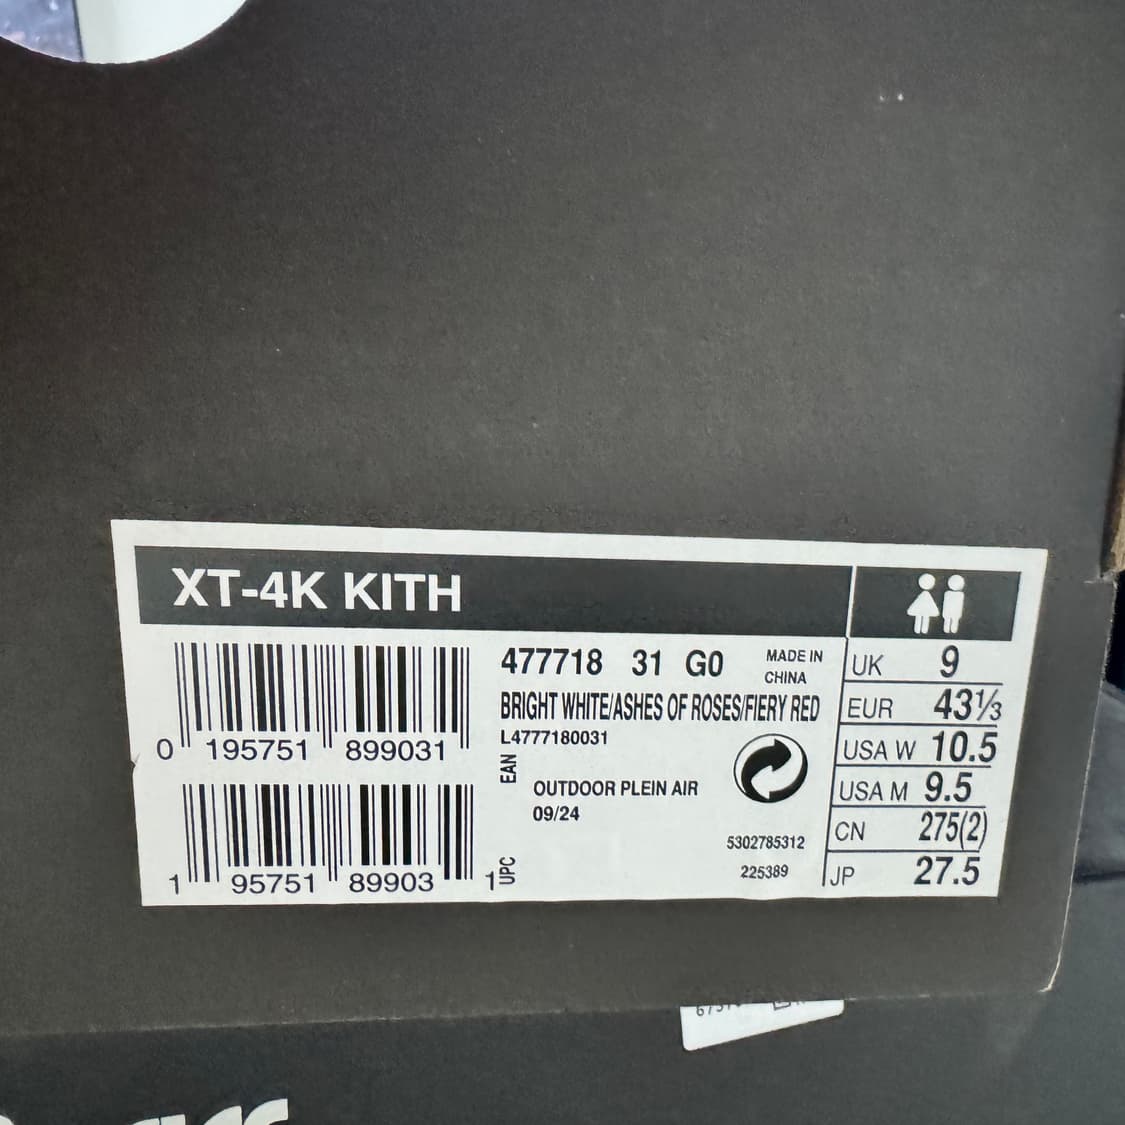 XT-4K KITH
0 195751 899031
EAN
1 95751 89903 1
UPC
477718 31 G0
MADE IN
CHINA
BRIGHT WHITE/ASHES OF ROSES/FIERY RED
L4777180031
OUTDOOR PLEIN AIR
09/24
5302785312
225389
UK 9
EUR 43⅓
USA W 10.5
USA M 9.5
CN 275(2)
JP 27.5